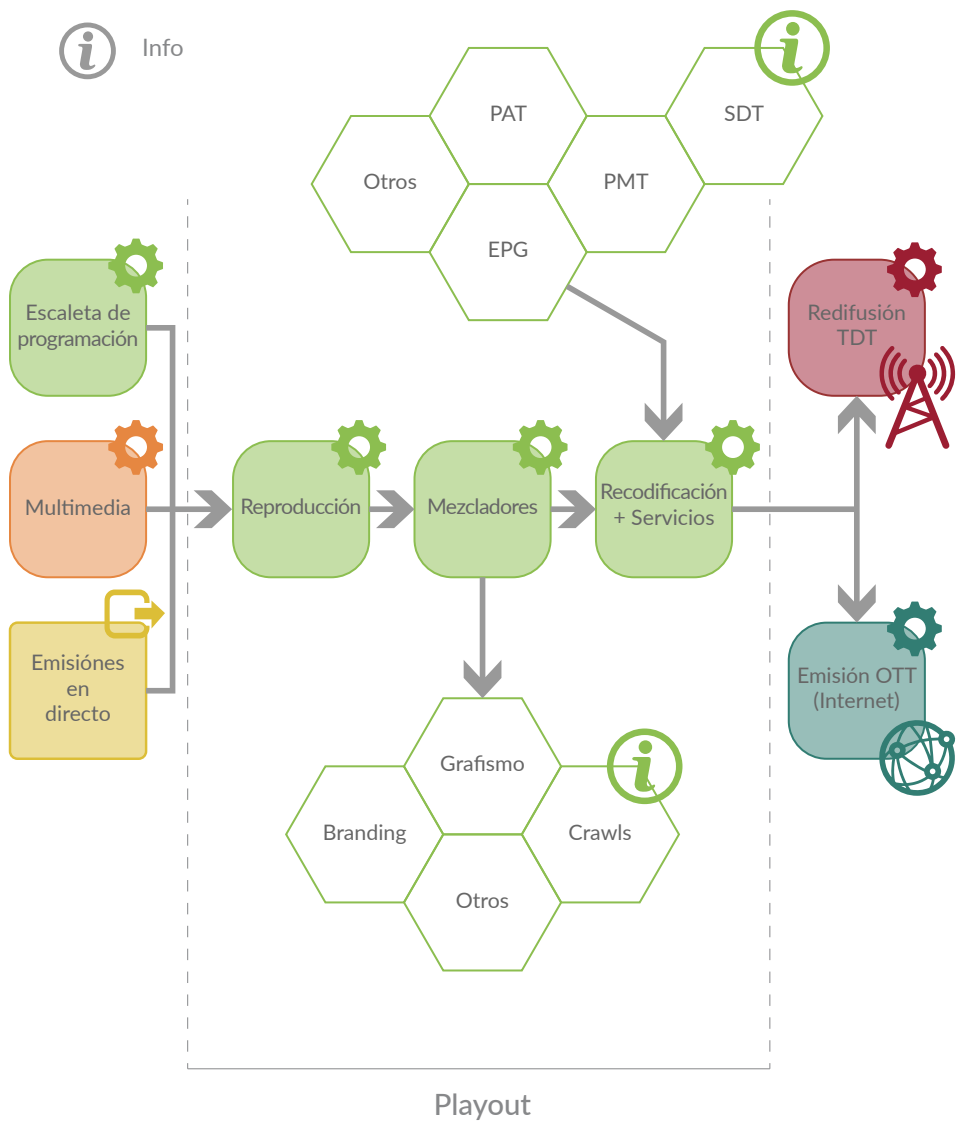 Info
PAT
SDT
Otros
PMT
EPG
Escaleta de
programación
Redifusión
TDT
Multimedia
Reproducción
Mezcladores
Recodificación
+ Servicios
Emisiónes
en
directo
Emisión OTT
(Internet)
Grafismo
Branding
Crawls
Otros
Playout